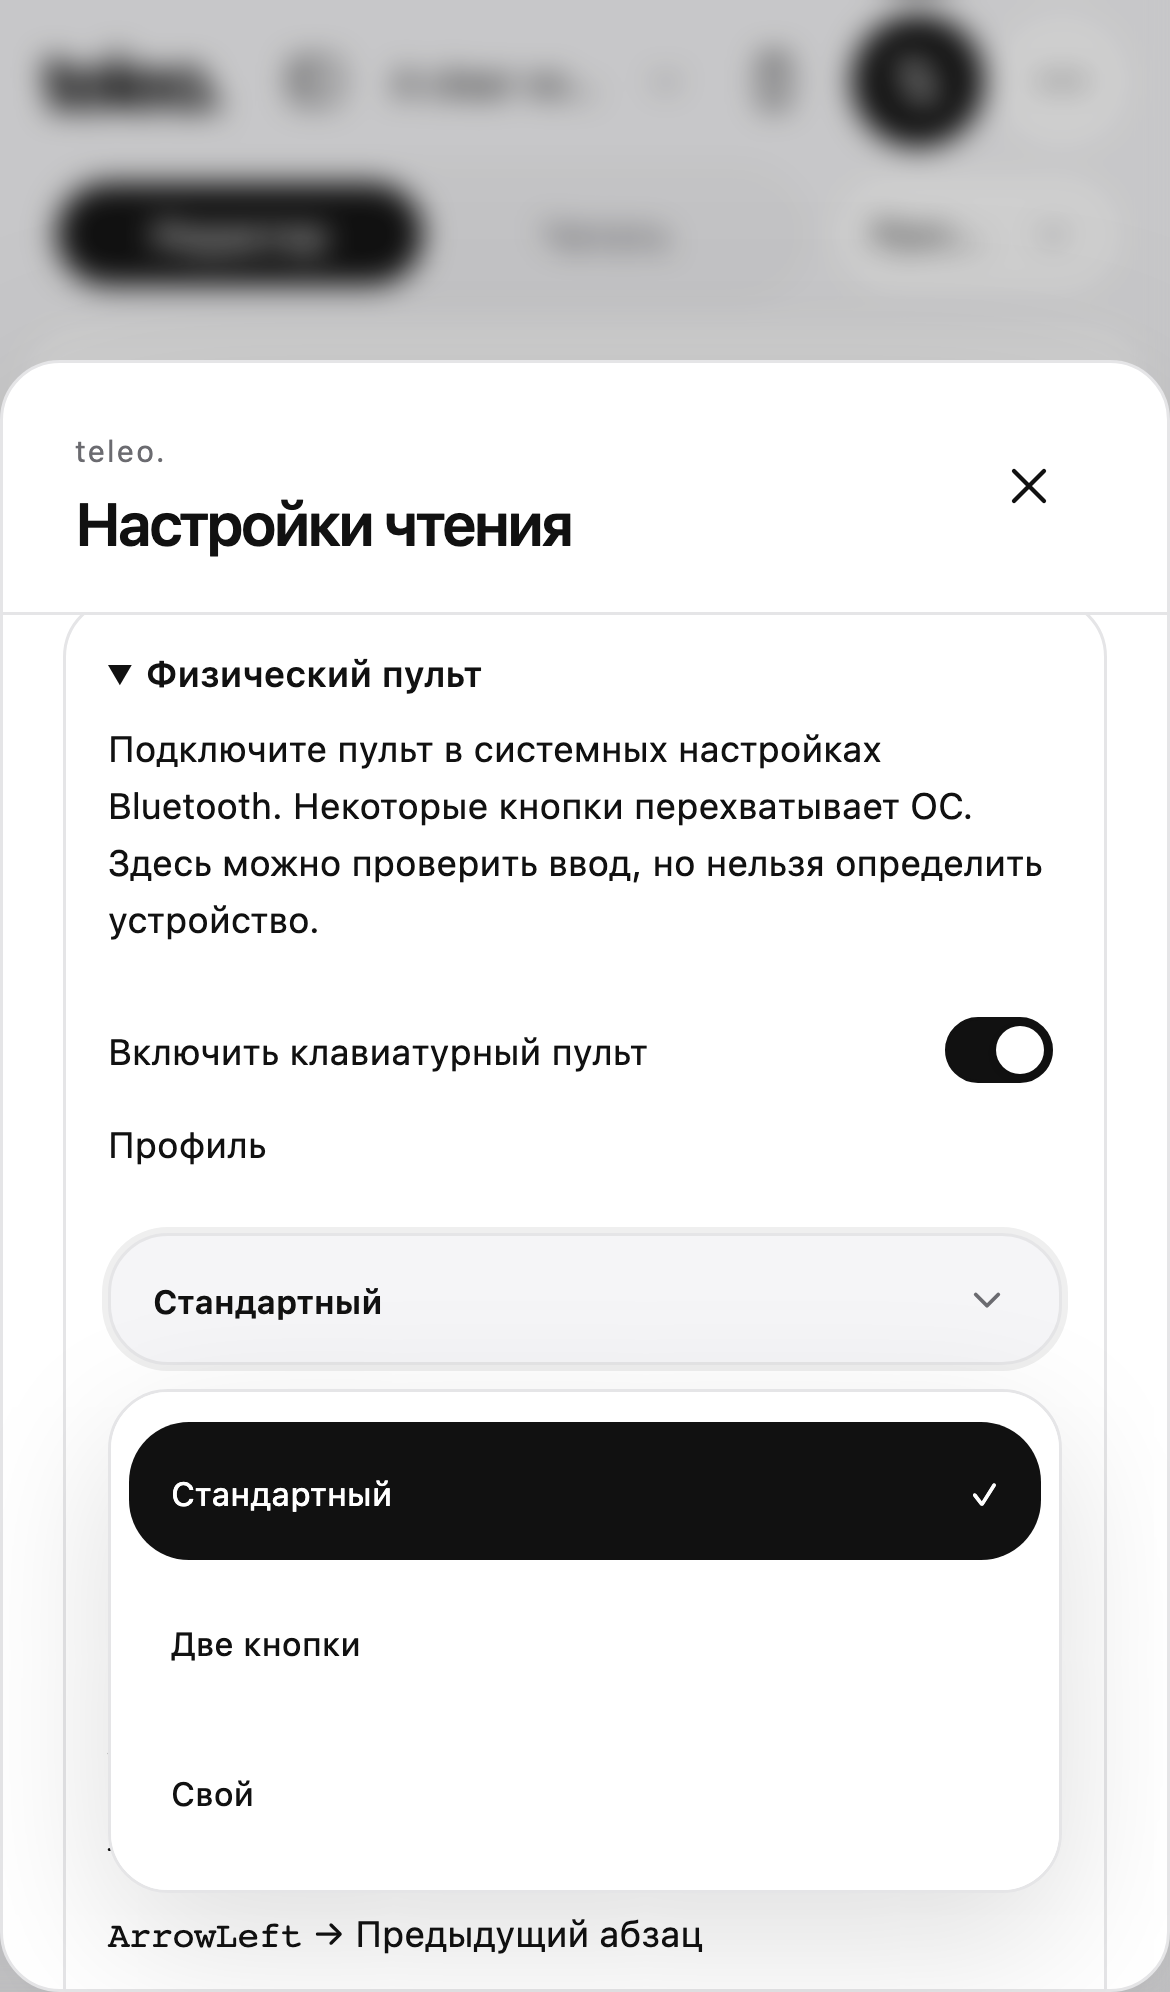 teleo.
teleo.
Настройки чтения
Физический пульт
Подключите пульт в системных настройках
Bluetooth. Некоторые кнопки перехватывает ОС.
Здесь можно проверить ввод, но нельзя определить
устройство.
Включить клавиатурный пульт
Профиль
Стандартный
Стандартный
Две кнопки
Свой
ArrowLeft → Предыдущий абзац